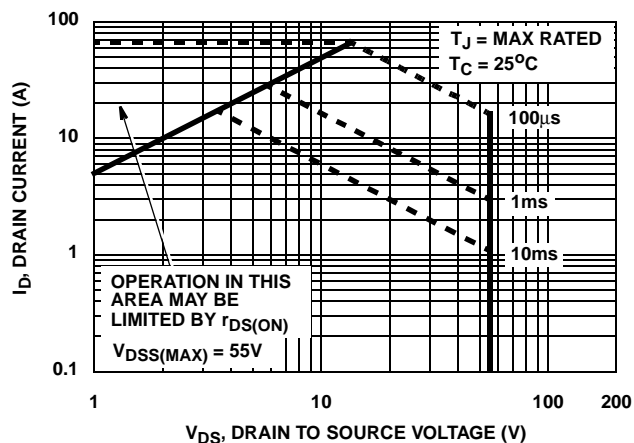 100
T_J = MAX RATED
T_C = 25°C
100µs
10
1ms
1
10ms
OPERATION IN THIS
AREA MAY BE
LIMITED BY r_DS(ON)
V_DSS(MAX) = 55V
0.1
1
10
100
200
I_D, DRAIN CURRENT (A)
V_DS, DRAIN TO SOURCE VOLTAGE (V)